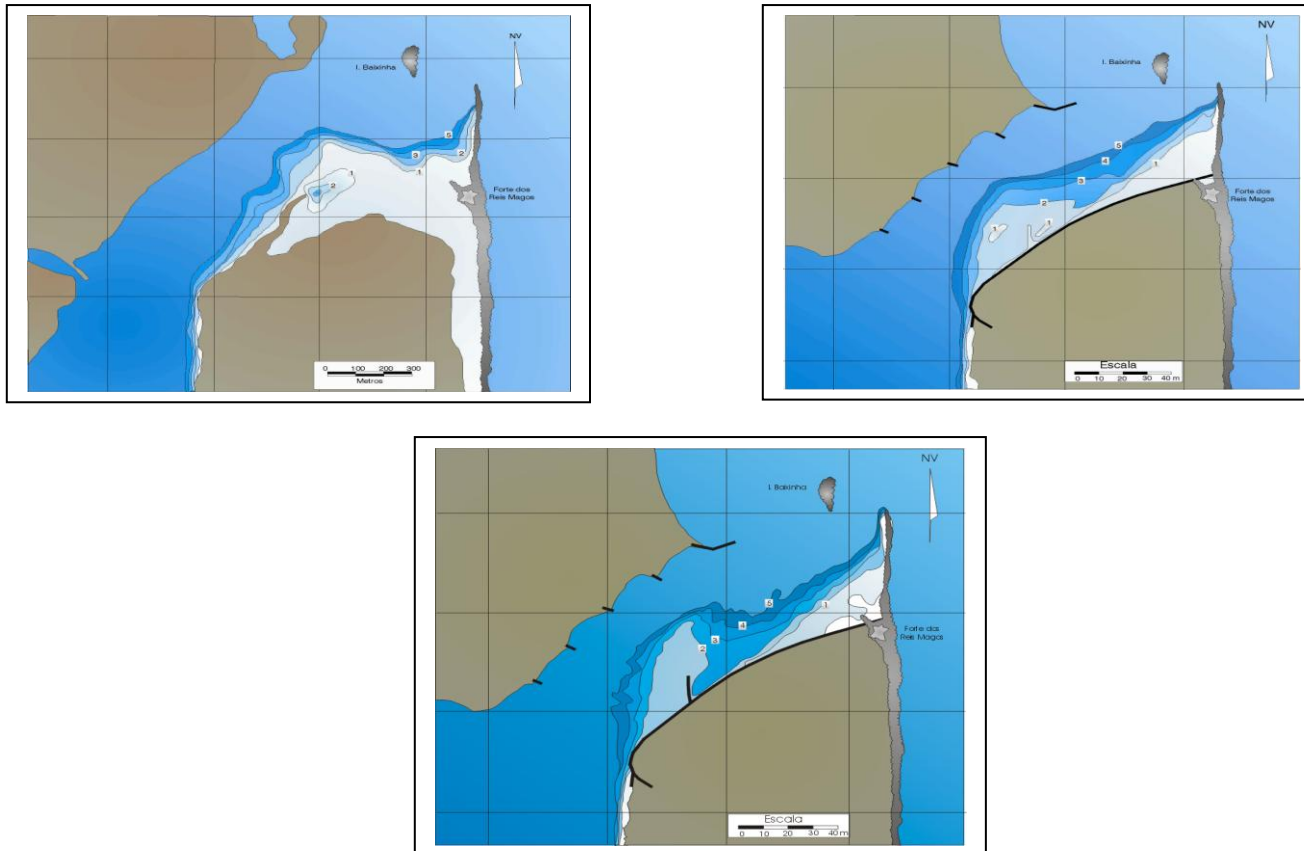 NV
I. Baixinha
5
3
2
1
1
2
Forte dos
Reis Magos
0 100 200 300
Metros
NV
I. Baixinha
5
4
1
3
2
1
1
Forte dos
Reis Magos
Escala
0 10 20 30 40 m
NV
I. Baixinha
5
1
4
3
2
Forte dos
Reis Magos
Escala
0 10 20 30 40 m